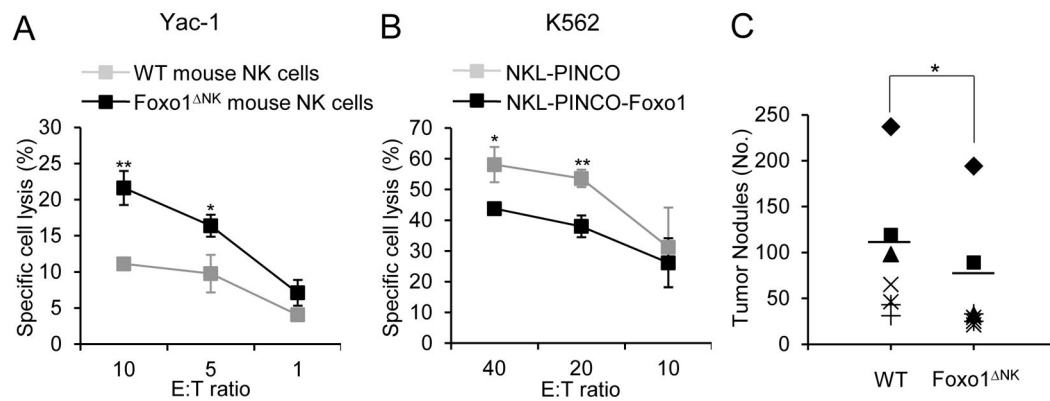 A
Yac-1
WT mouse NK cells
Foxo1ΔNK mouse NK cells
Specific cell lysis (%)
30
25
20
15
10
5
0
**
*
10 5 1
E:T ratio
B
K562
NKL-PINCO
NKL-PINCO-Foxo1
Specific cell lysis (%)
70
60
50
40
30
20
10
0
*
**
40 20 10
E:T ratio
C
*
Tumor Nodules (No.)
250
200
150
100
50
0
WT Foxo1ΔNK